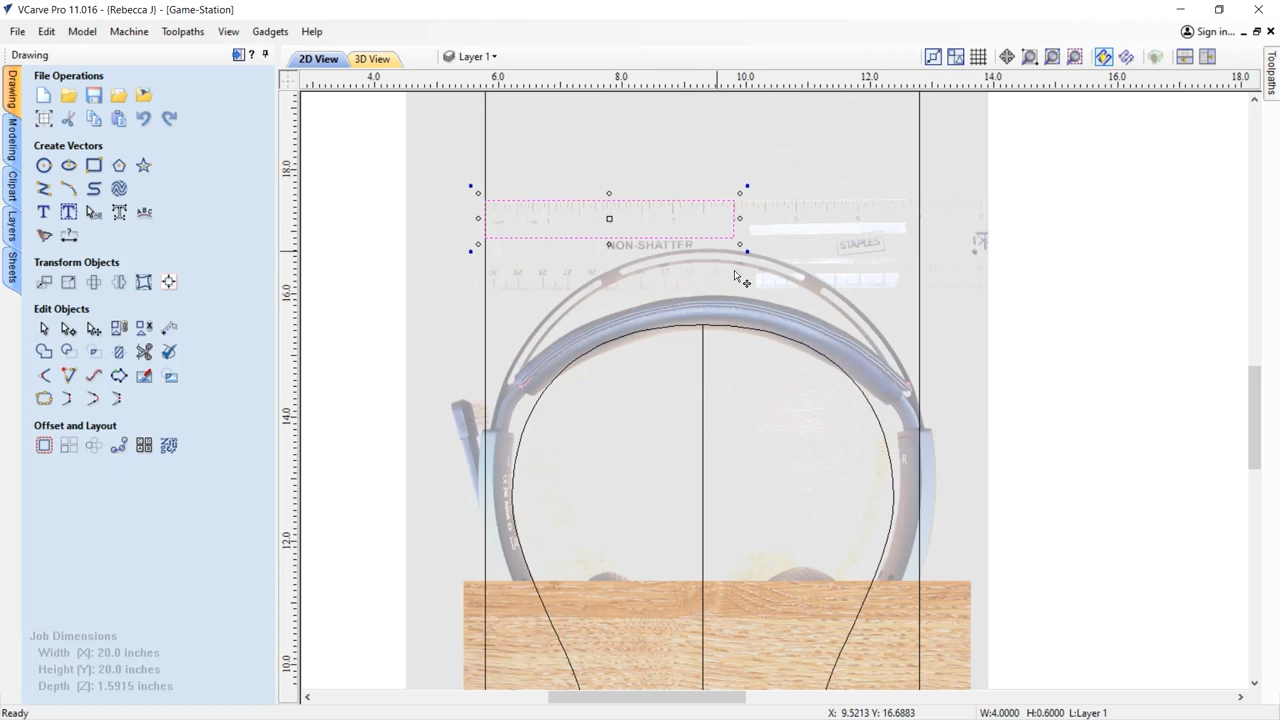 VCarve Pro 11.016 - {Rebecca J} - [Game-Station]
File Edit Model Machine Toolpaths View Gadgets Help
Sign in...
Drawing
2D View
3D View
Layer 1
Toolpaths
Drawing
Modeling
Clipart
Layers
Sheets
File Operations
Create Vectors
Transform Objects
Edit Objects
Offset and Layout
4.0 6.0 8.0 10.0 12.0 14.0 16.0 18.0
18.0
16.0
14.0
12.0
10.0
NON-SHATTER
STAPLES
R
Job Dimensions
Width (X): 20.0 inches
Height (Y): 20.0 inches
Depth (Z): 1.5915 inches
Ready
X: 9.5213 Y: 16.6883
W:4.0000 H:0.6000 L:Layer 1